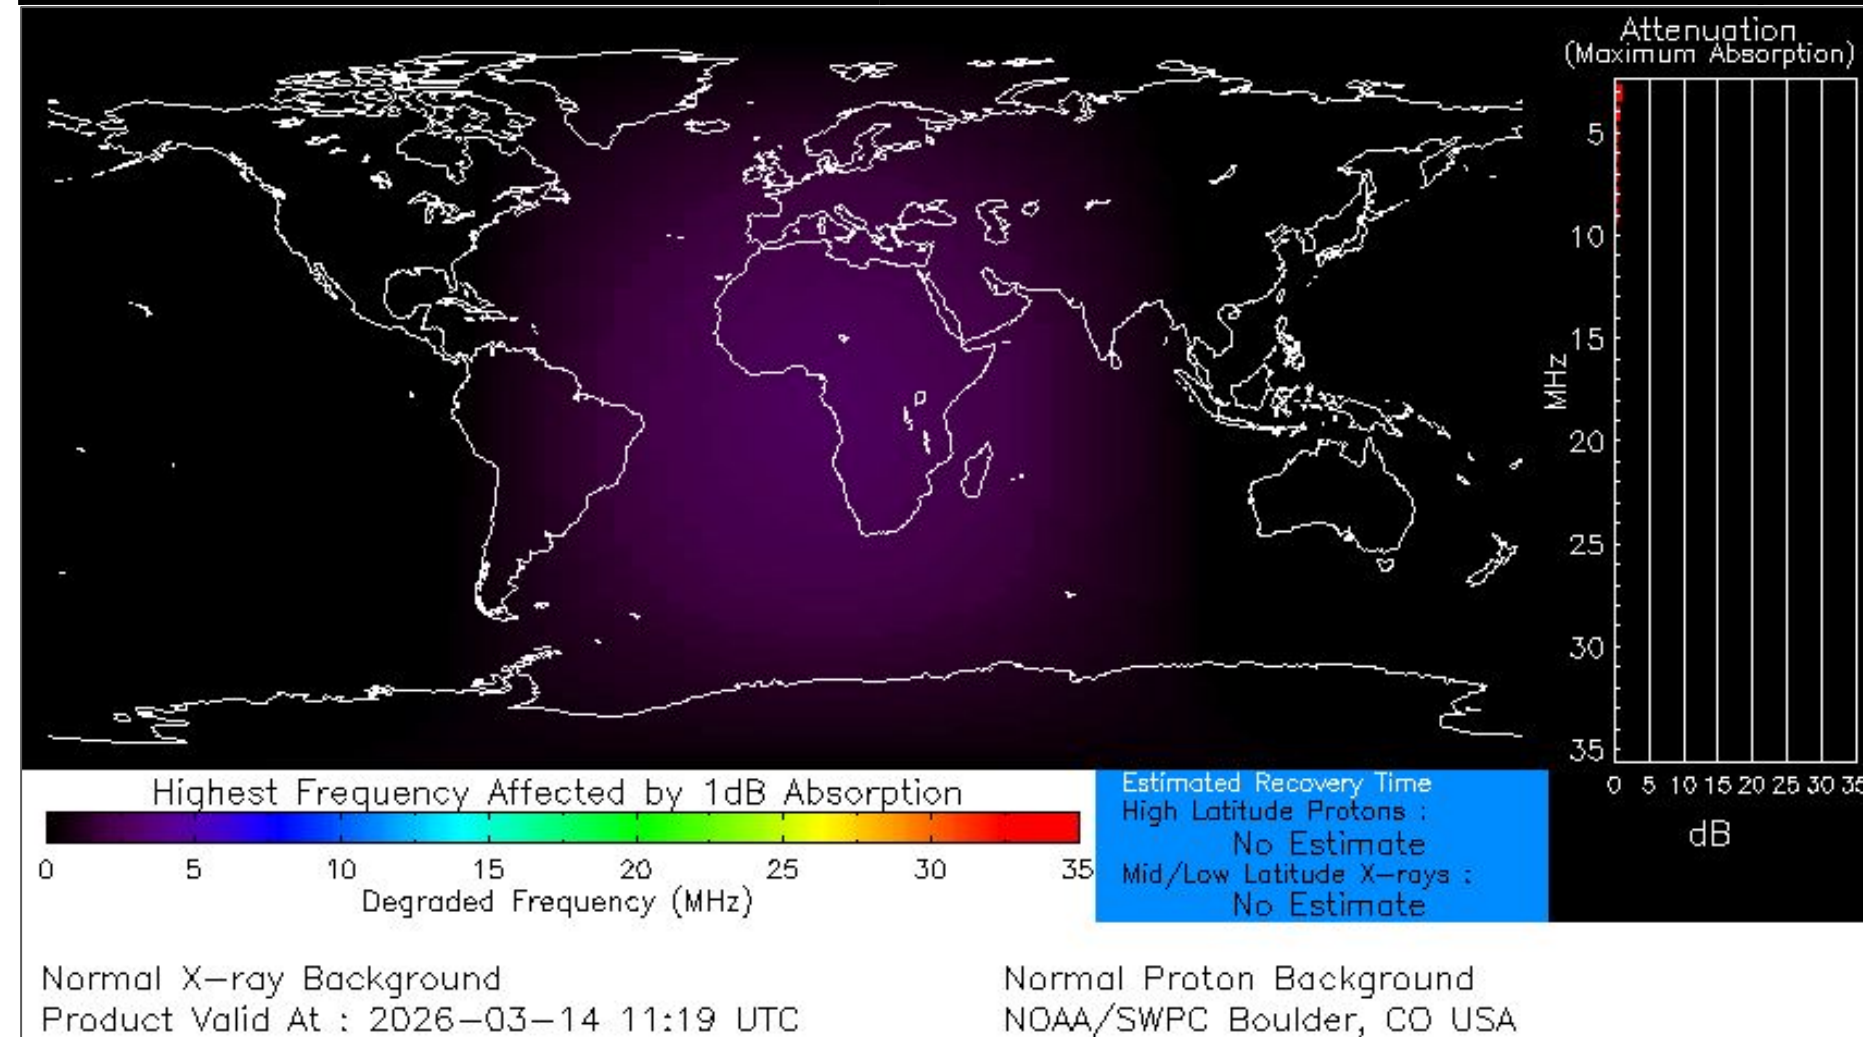 Attenuation
(Maximum Absorption)
5
10
15
20
25
30
35
MHz
0 5 10 15 20 25 30 35
dB
Highest Frequency Affected by 1dB Absorption
0 5 10 15 20 25 30 35
Degraded Frequency (MHz)
Estimated Recovery Time
High Latitude Protons :
No Estimate
Mid/Low Latitude X-rays :
No Estimate
Normal X-ray Background
Normal Proton Background
Product Valid At : 2026-03-14 11:19 UTC
NOAA/SWPC Boulder, CO USA